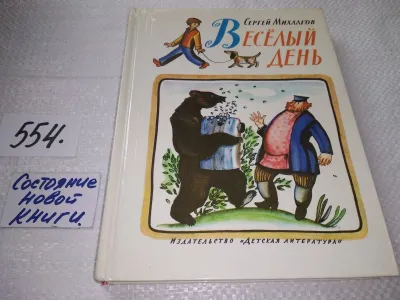 Сергей Михалков
Весёлый
день
554.
Состояние
новой
книги.
Издательство «Детская литература»